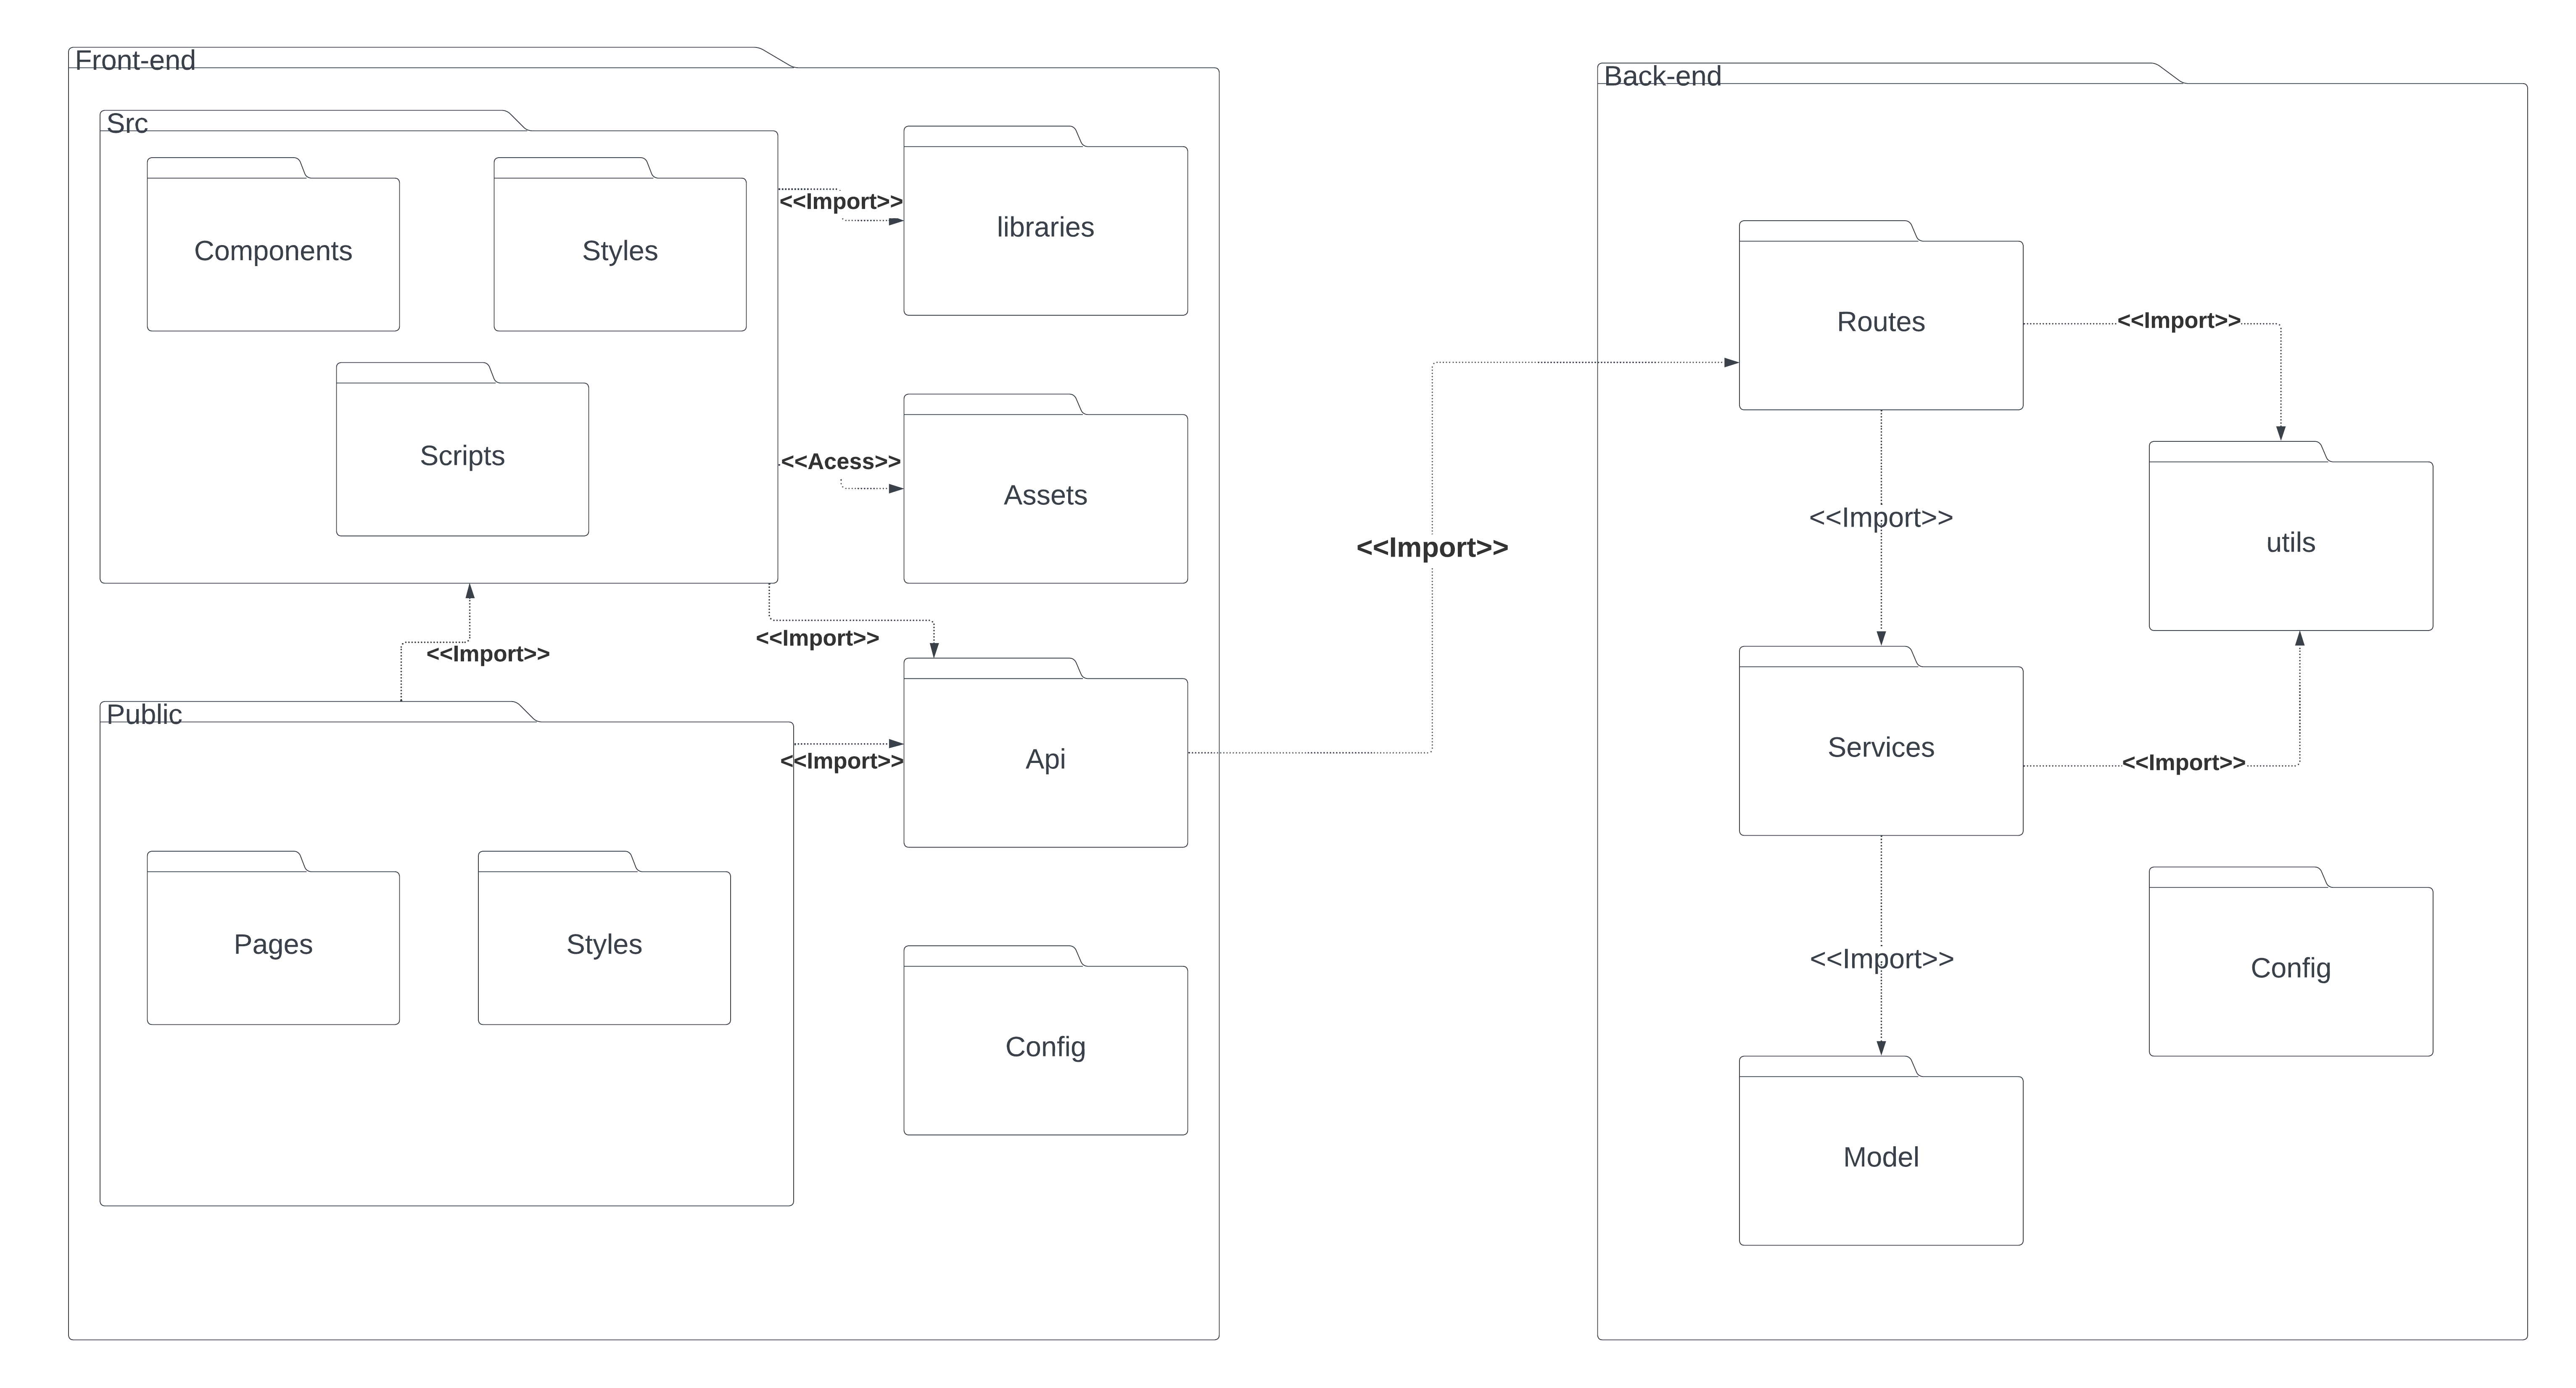 Front-end
Src
Components
Styles
Scripts
<<Import>>
libraries
<<Acess>>
Assets
<<Import>>
<<Import>>
Public
<<Import>>
Api
Pages
Styles
Config
<<Import>>
Back-end
Routes
<<Import>>
<<Import>>
utils
Services
<<Import>>
<<Import>>
Config
Model